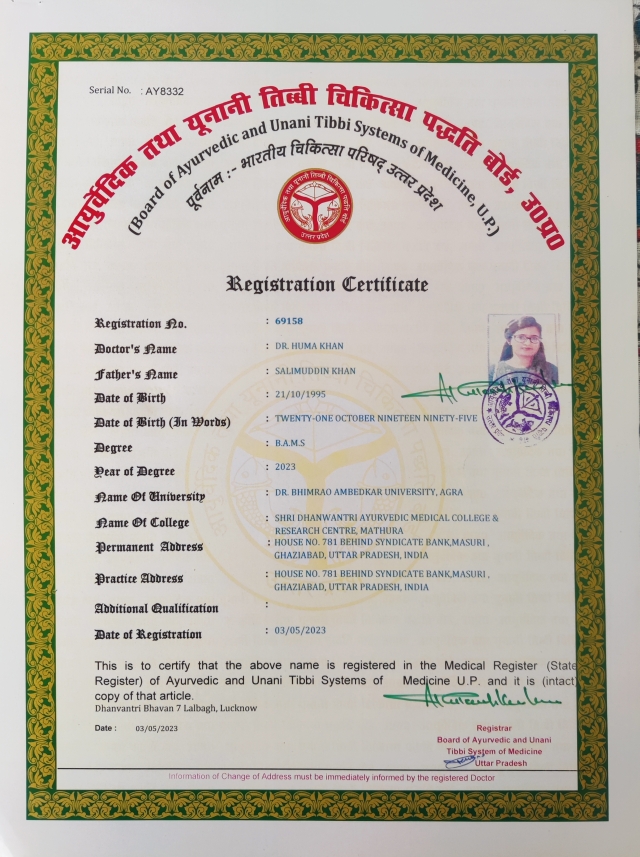 Serial No. : AY8332
आयुर्वेदिक तथा यूनानी तिब्बी चिकित्सा पद्धति बोर्ड, उ०प्र०
(Board of Ayurvedic and Unani Tibbi Systems of Medicine, U.P.)
पूर्वनाम :- भारतीय चिकित्सा परिषद् उत्तर प्रदेश
उत्तर प्रदेश
Registration Certificate
Registration No. : 69158
Doctor's Name : DR. HUMA KHAN
Father's Name : SALIMUDDIN KHAN
Date of Birth : 21/10/1995
Date of Birth (In Words) : TWENTY-ONE OCTOBER NINETEEN NINETY-FIVE
Degree : B.A.M.S
Year of Degree : 2023
Name Of University : DR. BHIMRAO AMBEDKAR UNIVERSITY, AGRA
Name Of College : SHRI DHANWANTRI AYURVEDIC MEDICAL COLLEGE &
RESEARCH CENTRE, MATHURA
Permanent Address : HOUSE NO. 781 BEHIND SYNDICATE BANK,MASURI ,
GHAZIABAD, UTTAR PRADESH, INDIA
Practice Address : HOUSE NO. 781 BEHIND SYNDICATE BANK,MASURI ,
GHAZIABAD, UTTAR PRADESH, INDIA
Additional Qualification :
Date of Registration : 03/05/2023
This is to certify that the above name is registered in the Medical Register (State
Register) of Ayurvedic and Unani Tibbi Systems of Medicine U.P. and it is (intact)
copy of that article.
Dhanvantri Bhavan 7 Lalbagh, Lucknow
Date : 03/05/2023
Registrar
Board of Ayurvedic and Unani
Tibbi System of Medicine
Uttar Pradesh
Information of Change of Address must be immediately informed by the registered Doctor